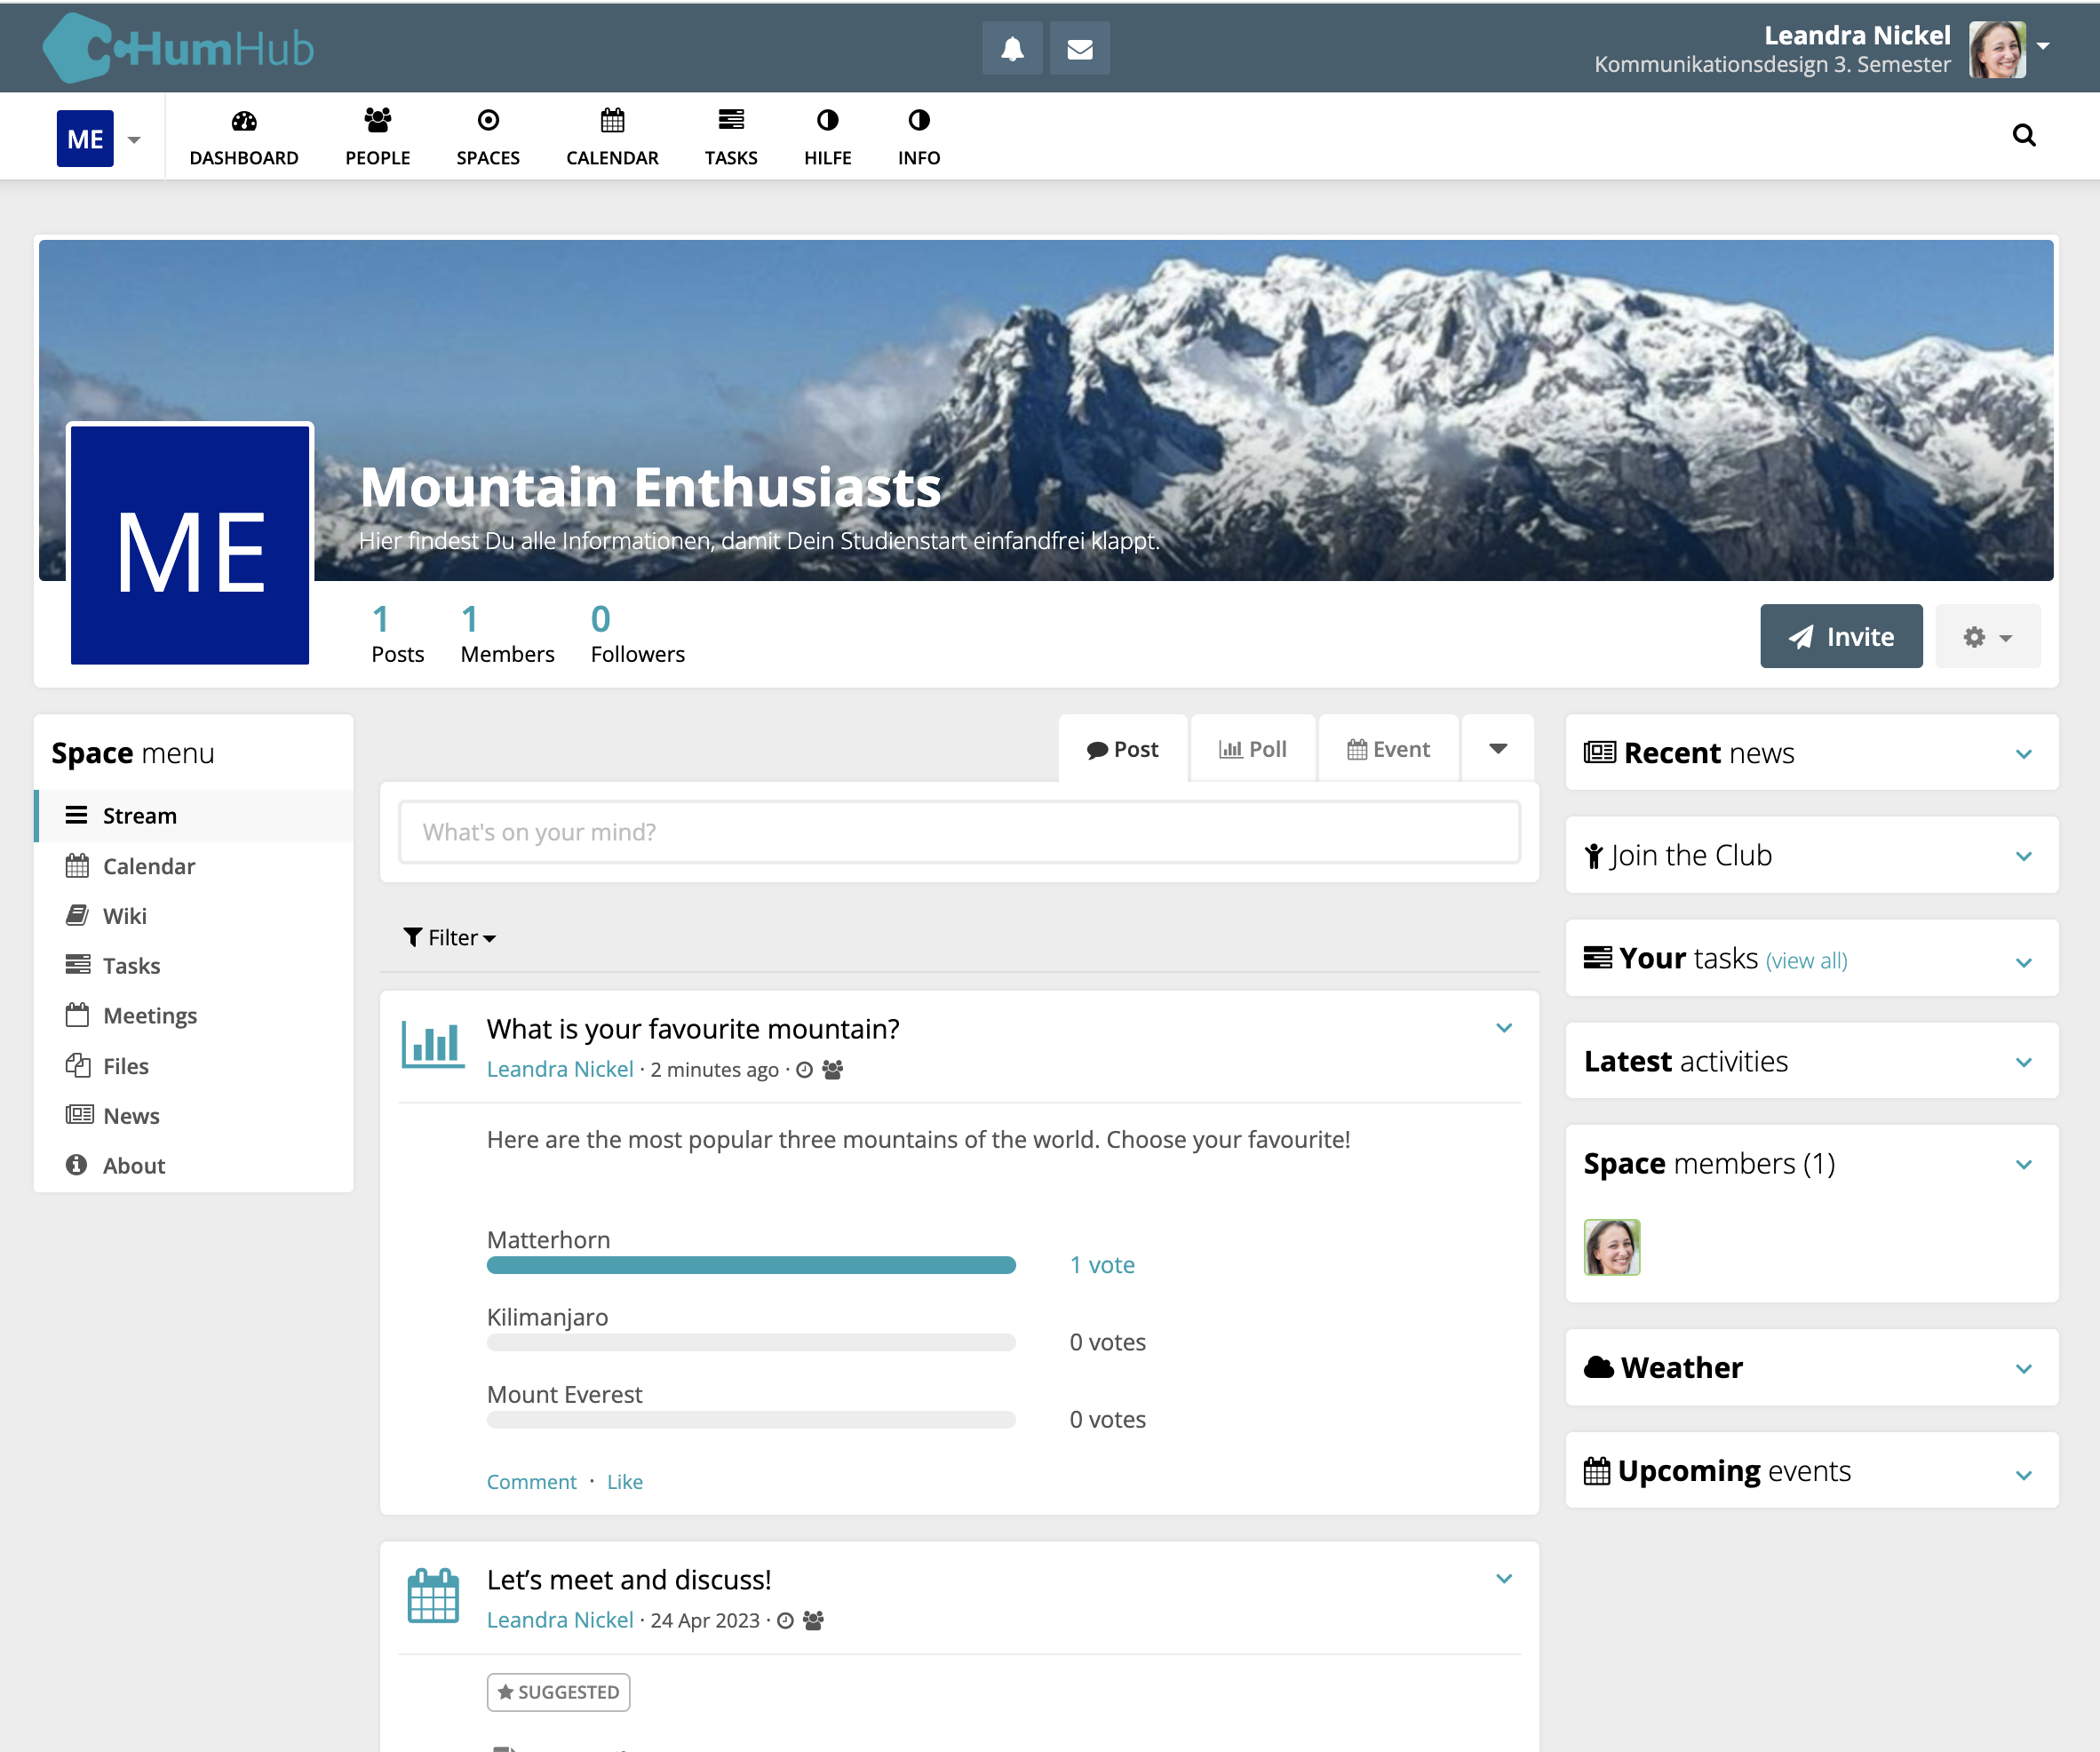 HumHub
Leandra Nickel
Kommunikationsdesign 3. Semester
ME
DASHBOARD
PEOPLE
SPACES
CALENDAR
TASKS
HILFE
INFO
ME
Mountain Enthusiasts
Hier findest Du alle Informationen, damit Dein Studienstart einfandfrei klappt.
1
Posts
1
Members
0
Followers
Invite
Space menu
Stream
Calendar
Wiki
Tasks
Meetings
Files
News
About
Post
Poll
Event
What's on your mind?
Filter
What is your favourite mountain?
Leandra Nickel · 2 minutes ago ·
Here are the most popular three mountains of the world. Choose your favourite!
Matterhorn
1 vote
Kilimanjaro
0 votes
Mount Everest
0 votes
Comment · Like
Let’s meet and discuss!
Leandra Nickel · 24 Apr 2023 ·
SUGGESTED
Recent news
Join the Club
Your tasks (view all)
Latest activities
Space members (1)
Weather
Upcoming events